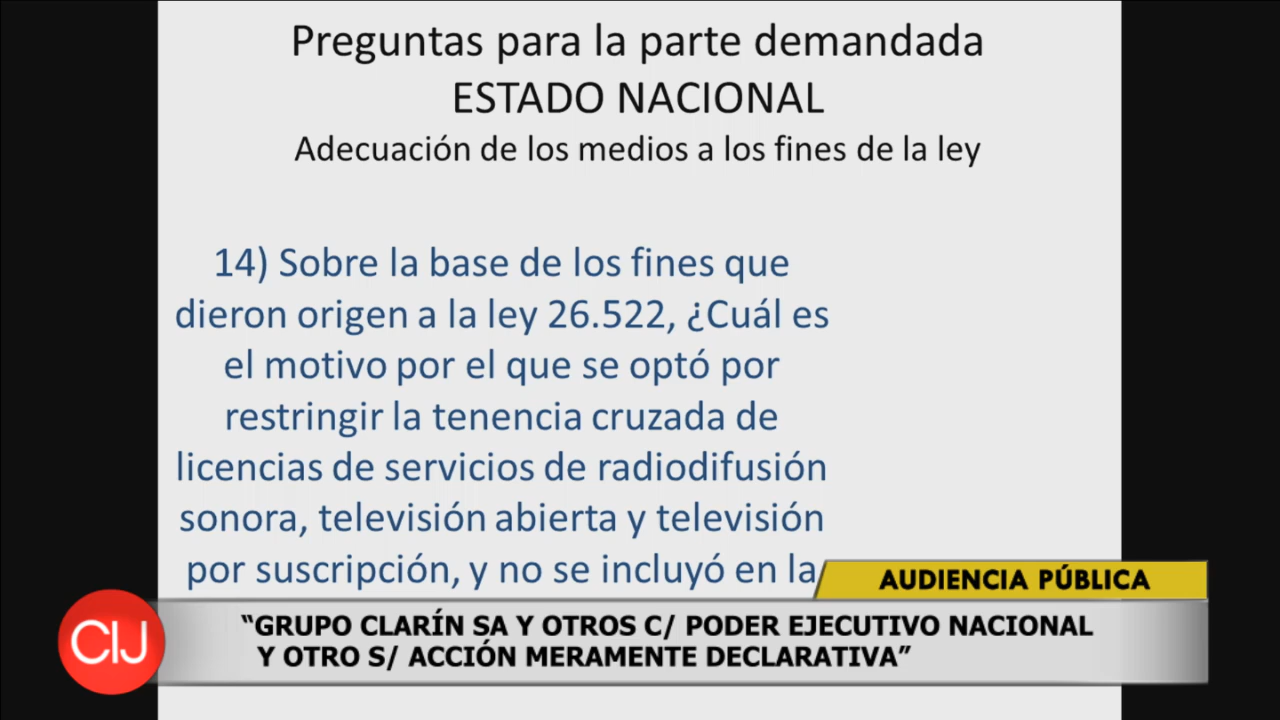 Preguntas para la parte demandada
ESTADO NACIONAL
Adecuación de los medios a los fines de la ley
14) Sobre la base de los fines que
dieron origen a la ley 26.522, ¿Cuál es
el motivo por el que se optó por
restringir la tenencia cruzada de
licencias de servicios de radiodifusión
sonora, televisión abierta y televisión
por suscripción, y no se incluyó en la
AUDIENCIA PÚBLICA
CIJ
“GRUPO CLARÍN SA Y OTROS C/ PODER EJECUTIVO NACIONAL
Y OTRO S/ ACCIÓN MERAMENTE DECLARATIVA”